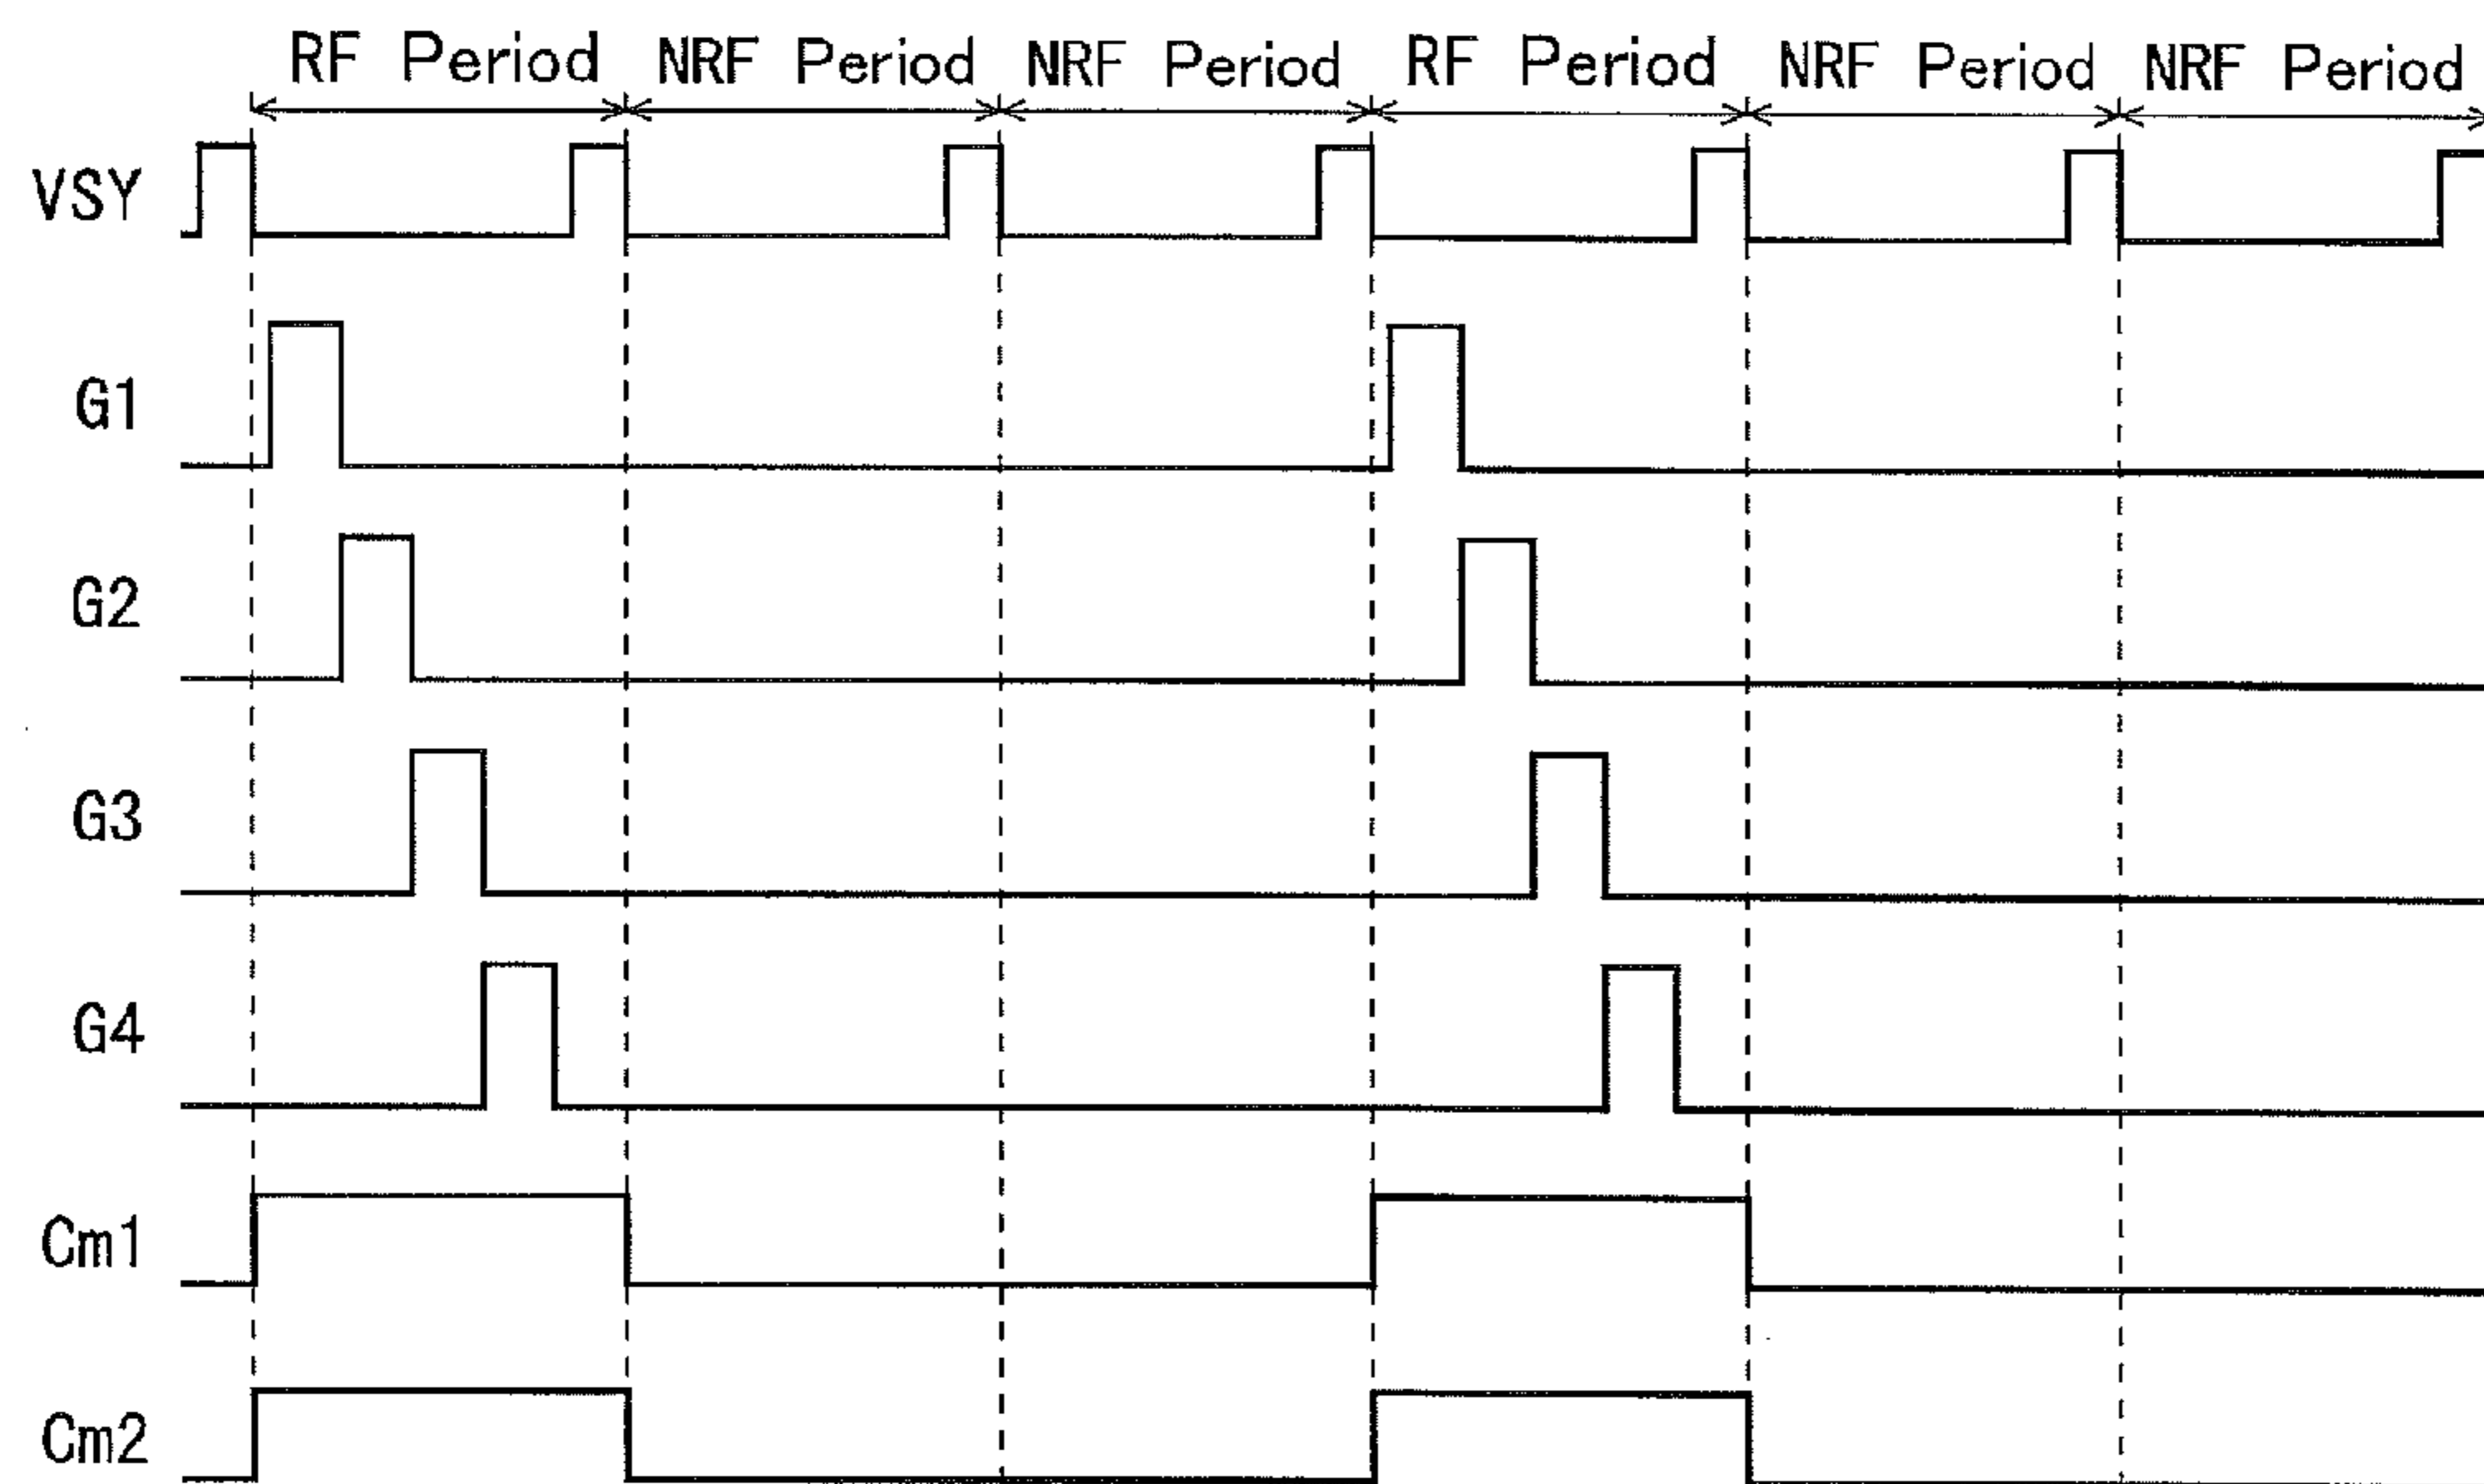 RF Period NRF Period NRF Period RF Period NRF Period NRF Period
VSY
G1
G2
G3
G4
Cm1
Cm2